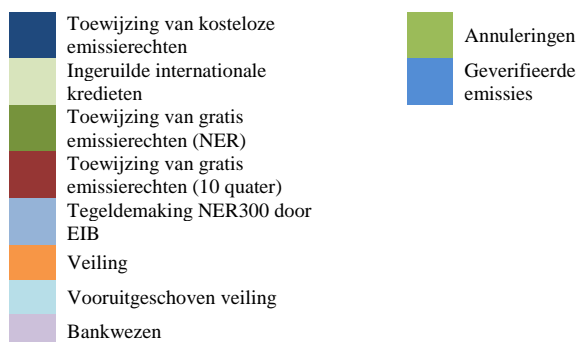 Toewijzing van kosteloze
emissierechten
Ingeruilde internationale
kredieten
Toewijzing van gratis
emissierechten (NER)
Toewijzing van gratis
emissierechten (10 quater)
Tegeldemaking NER300 door
EIB
Veiling
Vooruitgeschoven veiling
Bankwezen
Annuleringen
Geverifieerde
emissies